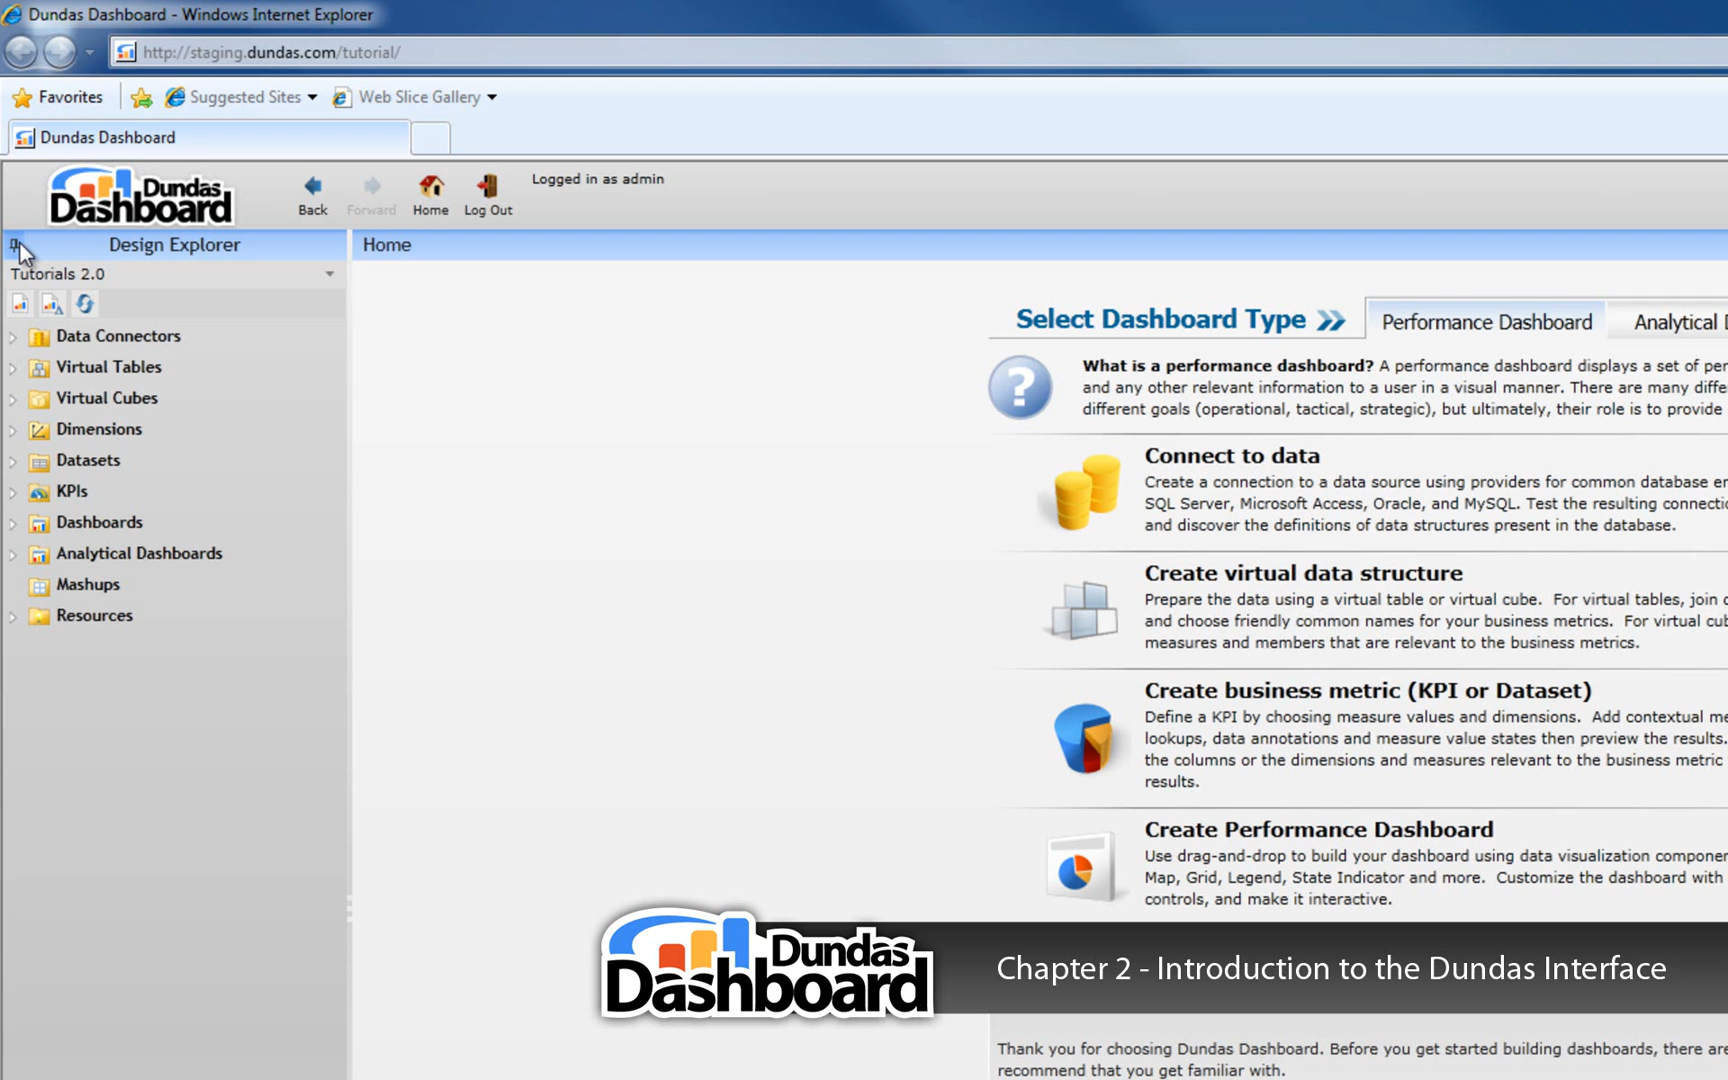 Dundas Dashboard - Windows Internet Explorer
http://staging.dundas.com/tutorial/
Favorites
Suggested Sites
Web Slice Gallery
Dundas Dashboard
Dundas
Dashboard
Back
Forward
Home
Log Out
Logged in as admin
Design Explorer
Home
Tutorials 2.0
Data Connectors
Virtual Tables
Virtual Cubes
Dimensions
Datasets
KPIs
Dashboards
Analytical Dashboards
Mashups
Resources
Select Dashboard Type
Performance Dashboard
Analytical
What is a performance dashboard? A performance dashboard displays a set of
and any other relevant information to a user in a visual manner. There are many
different goals (operational, tactical, strategic), but ultimately, their role is to provide
Connect to data
Create a connection to a data source using providers for common database
SQL Server, Microsoft Access, Oracle, and MySQL. Test the resulting
and discover the definitions of data structures present in the database.
Create virtual data structure
Prepare the data using a virtual table or virtual cube. For virtual tables, join
and choose friendly common names for your business metrics. For virtual
measures and members that are relevant to the business metrics.
Create business metric (KPI or Dataset)
Define a KPI by choosing measure values and dimensions. Add contextual
lookups, data annotations and measure value states then preview the results.
the columns or the dimensions and measures relevant to the business metric
results.
Create Performance Dashboard
Use drag-and-drop to build your dashboard using data visualization
Map, Grid, Legend, State Indicator and more. Customize the dashboard with
controls, and make it interactive.
Dundas
Dashboard
Chapter 2 - Introduction to the Dundas Interface
Thank you for choosing Dundas Dashboard. Before you get started building dashboards, there are
recommend that you get familiar with.